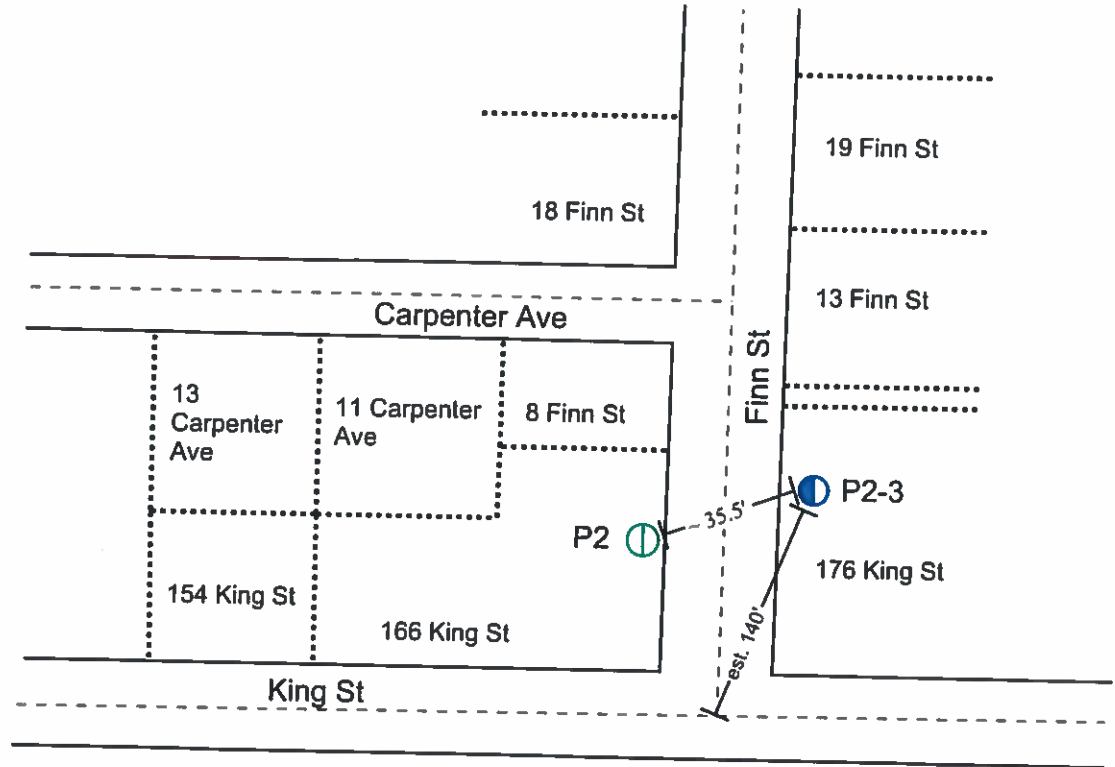 19 Finn St
18 Finn St
13 Finn St
Carpenter Ave
Finn St
13
Carpenter
Ave
11 Carpenter
Ave
8 Finn St
P2-3
~35.5'
P2
176 King St
154 King St
166 King St
est. 140'
King St